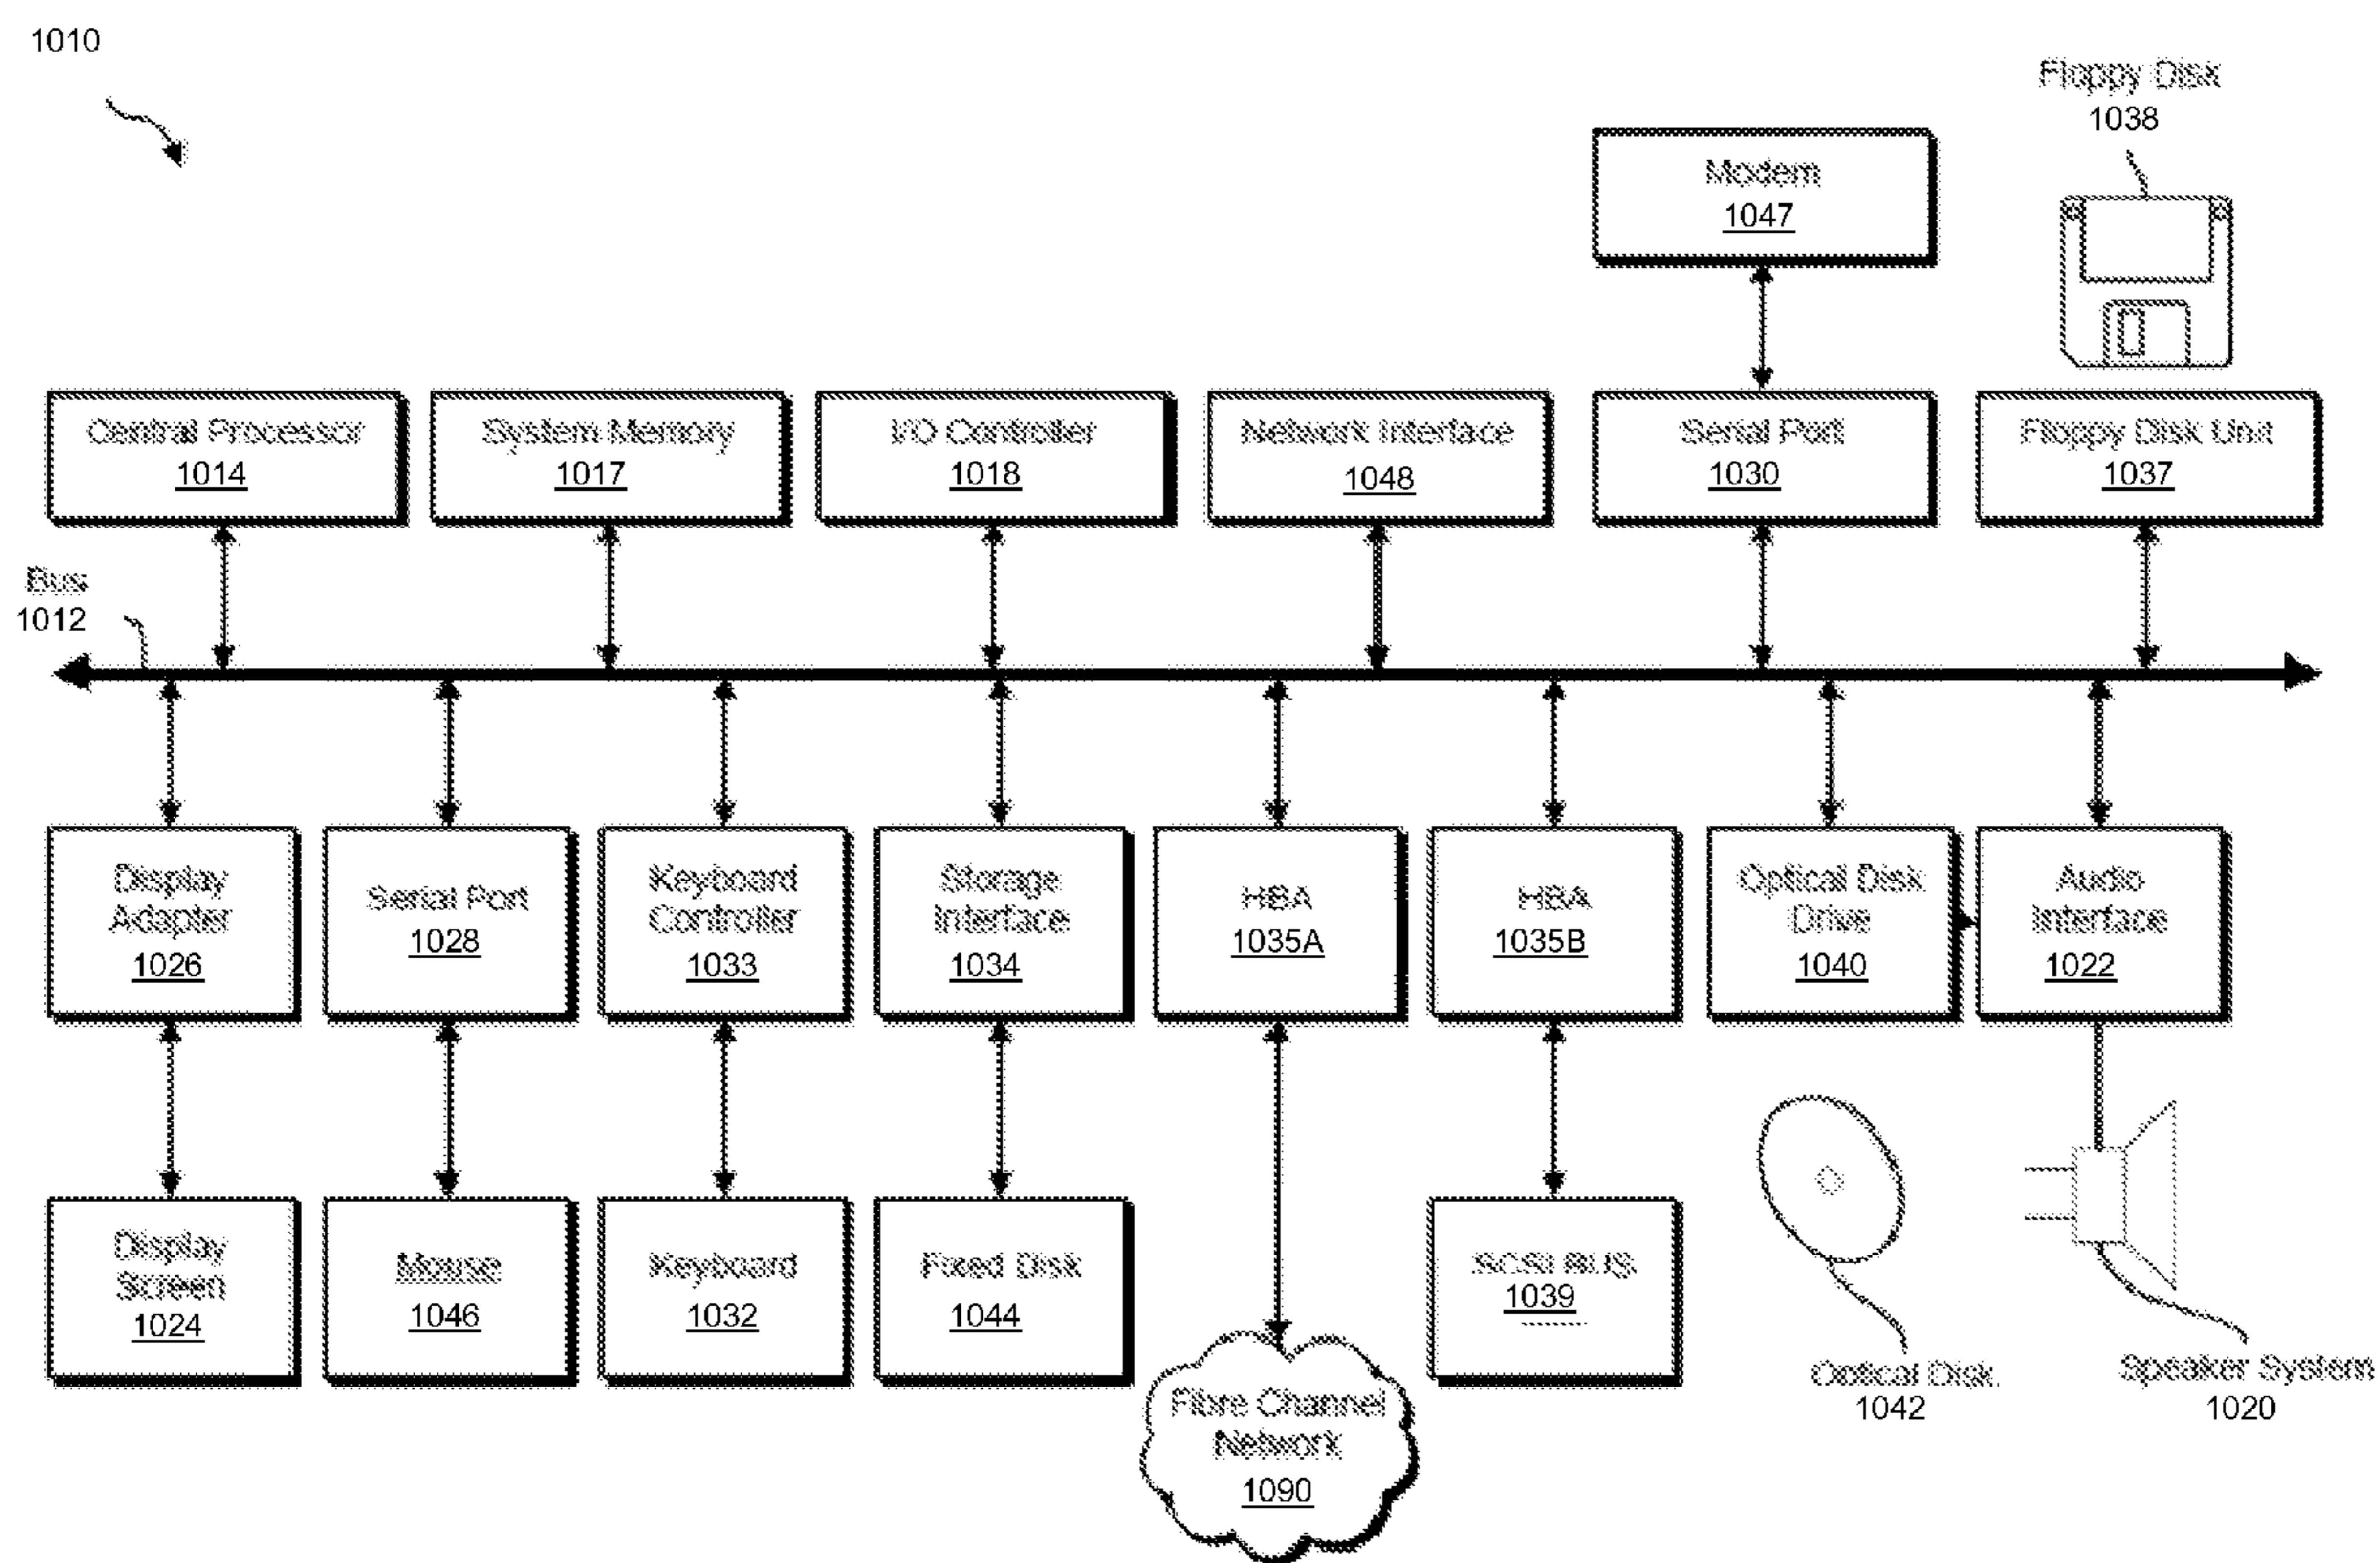 1010
Floppy Disk
1038
Modem
1047
Central Processor
1014
System Memory
1017
I/O Controller
1018
Network Interface
1048
Serial Port
1030
Floppy Disk Unit
1037
Bus
1012
Display
Adapter
1026
Serial Port
1028
Keyboard
Controller
1033
Storage
Interface
1034
HBA
1035A
HBA
1035B
Optical Disk
Drive
1040
Audio
Interface
1022
Display
Screen
1024
Mouse
1046
Keyboard
1032
Fixed Disk
1044
Fibre Channel
Network
1090
SCSI BUS
1039
Optical Disk
1042
Speaker System
1020